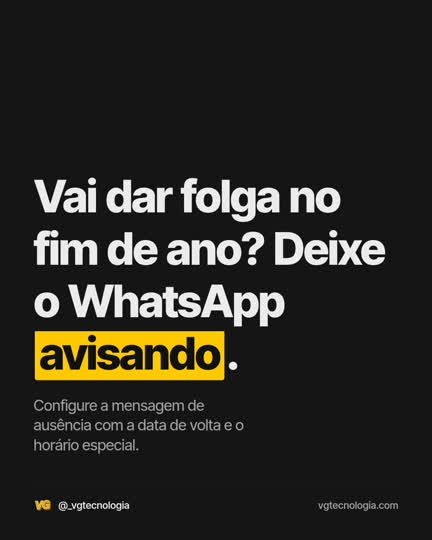 Vai dar folga no
fim de ano? Deixe
o WhatsApp
avisando.
Configure a mensagem de
ausência com a data de volta e o
horário especial.
VG @_vgtecnologia
vgtecnologia.com